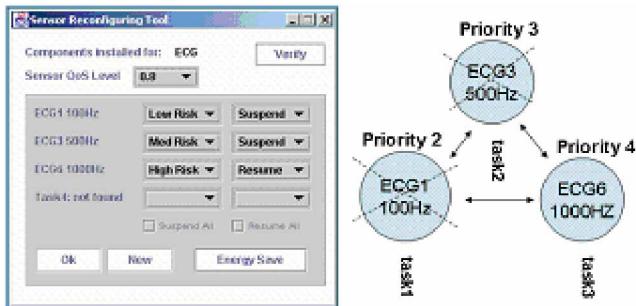 Sensor Reconfiguring Tool
Components installed for: ECG
Verify
Sensor QoS Level 0.8
ECG1 100Hz Low Risk Suspend
ECG3 500Hz Med Risk Suspend
ECG6 1000Hz High Risk Resume
Task4: not found
Suspend All Resume All
Ok New Energy Save
Priority 3
ECG3
500Hz
task2
Priority 2
ECG1
100Hz
task1
Priority 4
ECG6
1000HZ
task3